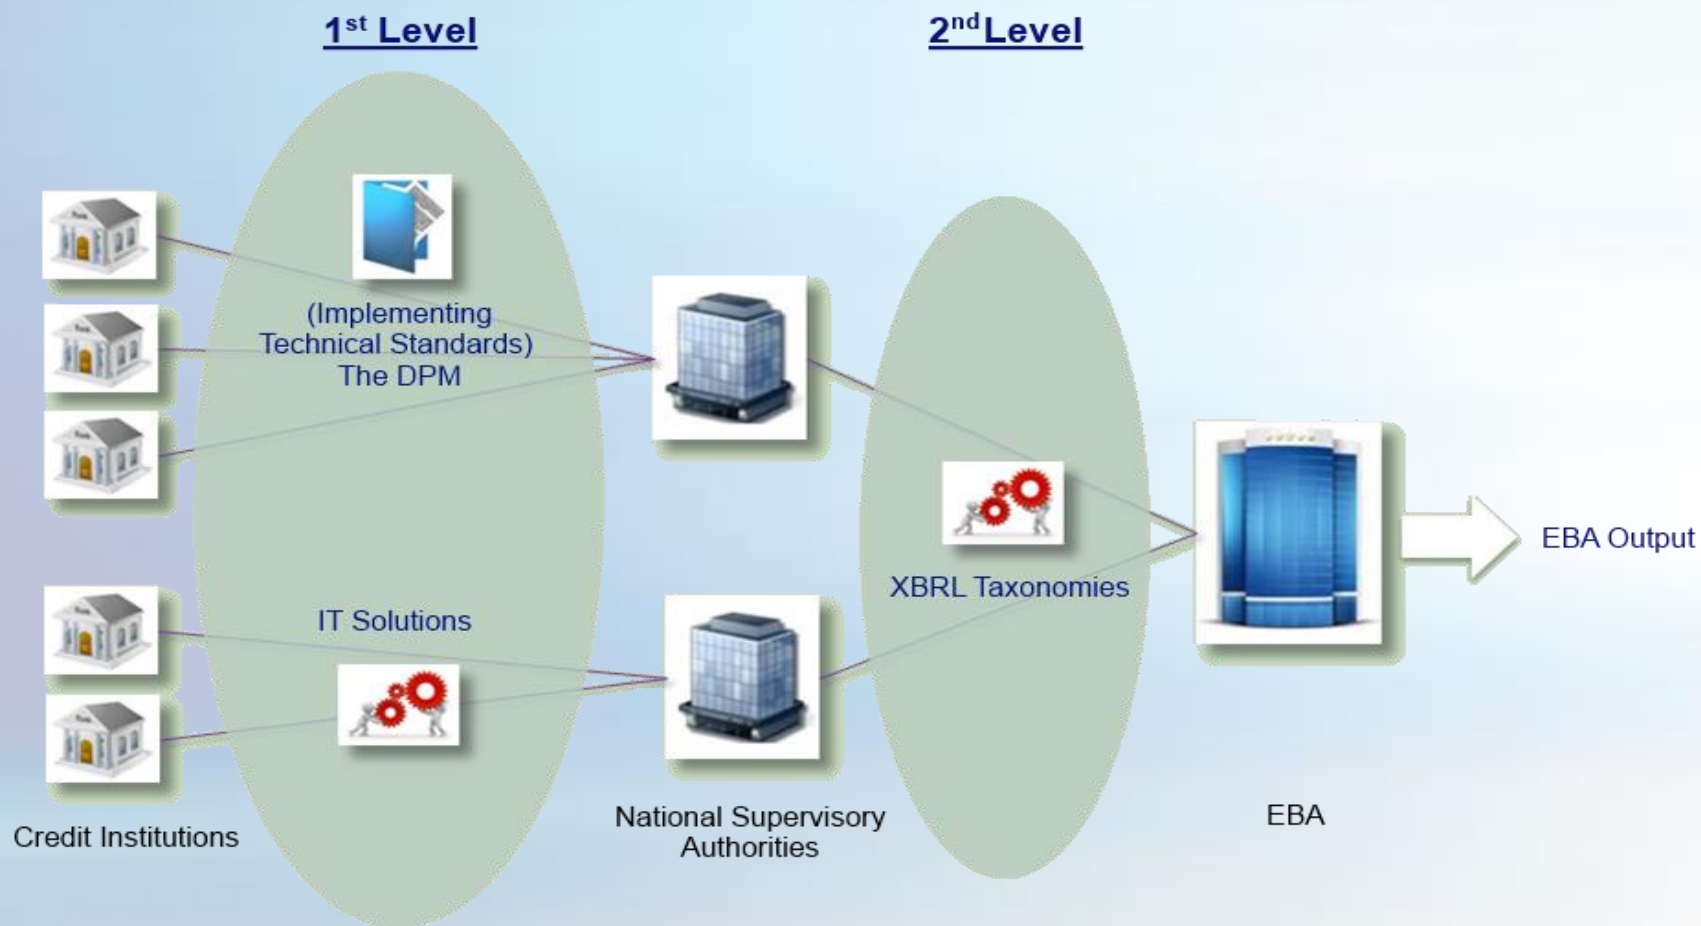 1st Level
2nd Level
(Implementing
Technical Standards)
The DPM
IT Solutions
XBRL Taxonomies
EBA Output
Credit Institutions
National Supervisory
Authorities
EBA